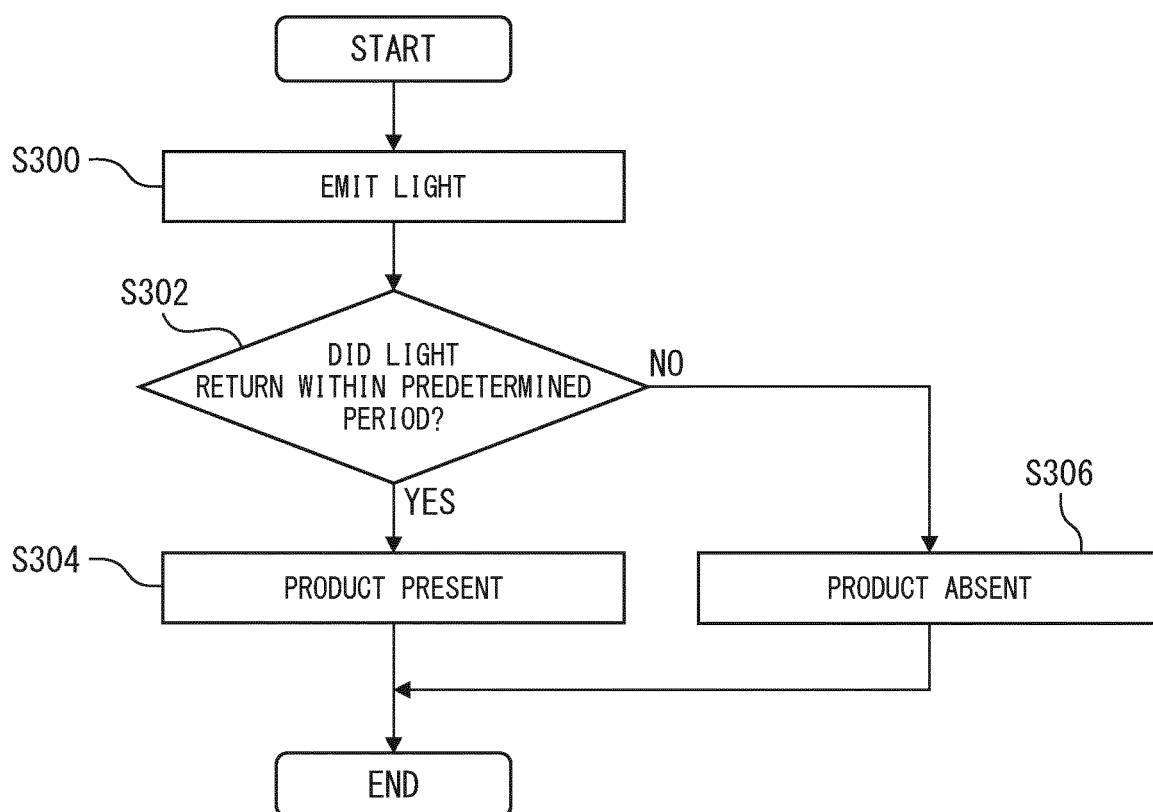 START
S300
EMIT LIGHT
S302
DID LIGHT
RETURN WITHIN PREDETERMINED
PERIOD?
NO
YES
S306
S304
PRODUCT PRESENT
PRODUCT ABSENT
END